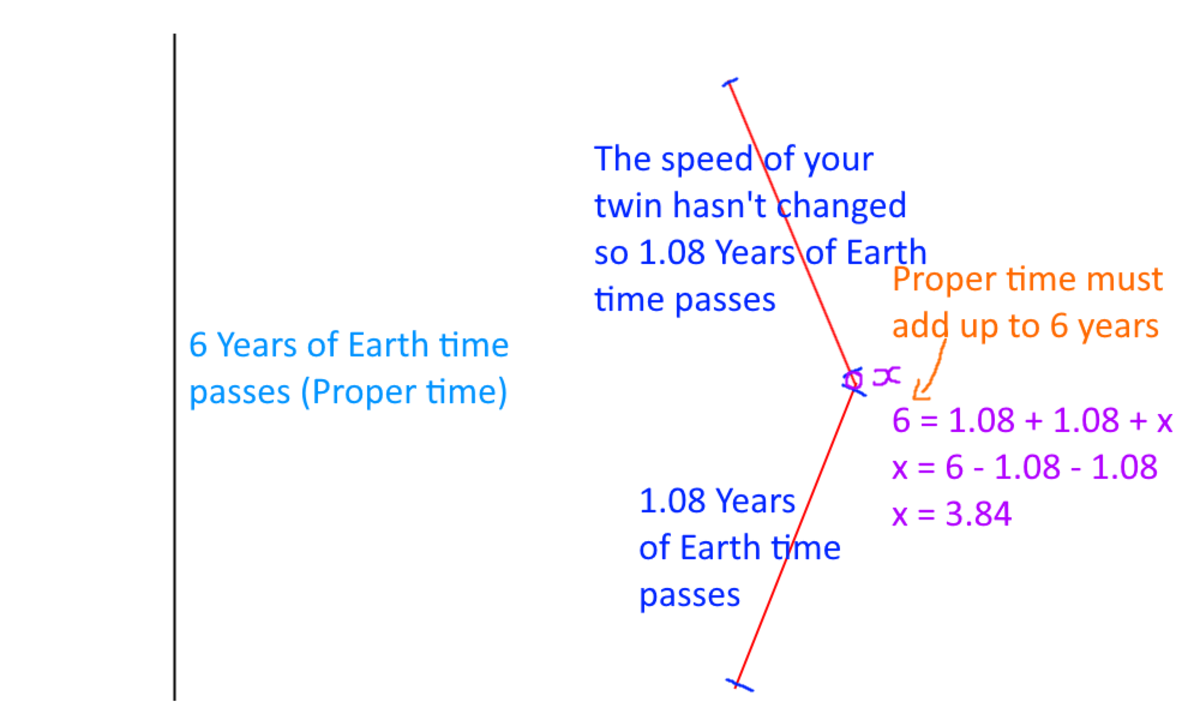 The speed of your
twin hasn't changed
so 1.08 Years of Earth
time passes
Proper time must
add up to 6 years
6 Years of Earth time
passes (Proper time)
x
6 = 1.08 + 1.08 + x
x = 6 - 1.08 - 1.08
x = 3.84
1.08 Years
of Earth time
passes